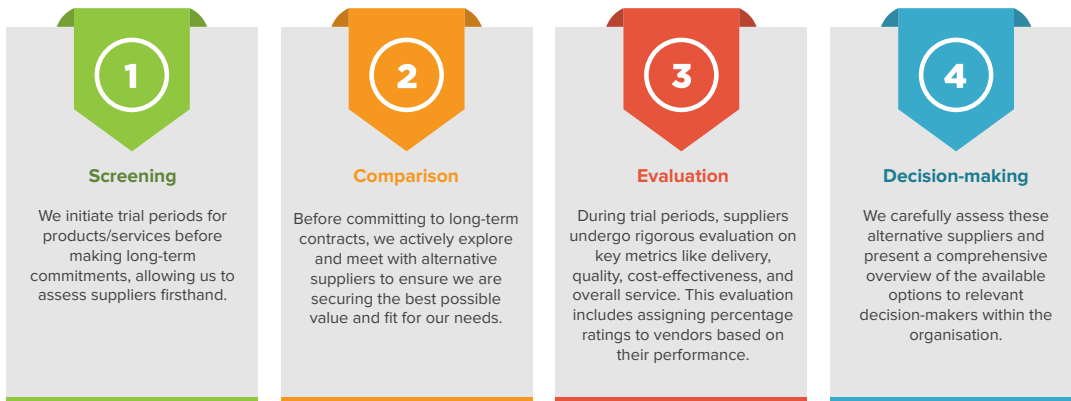 1
Screening
We initiate trial periods for
products/services before
making long-term
commitments, allowing us to
assess suppliers firsthand.
2
Comparison
Before committing to long-term
contracts, we actively explore
and meet with alternative
suppliers to ensure we are
securing the best possible
value and fit for our needs.
3
Evaluation
During trial periods, suppliers
undergo rigorous evaluation on
key metrics like delivery,
quality, cost-effectiveness, and
overall service. This evaluation
includes assigning percentage
ratings to vendors based on
their performance.
4
Decision-making
We carefully assess these
alternative suppliers and
present a comprehensive
overview of the available
options to relevant
decision-makers within the
organisation.